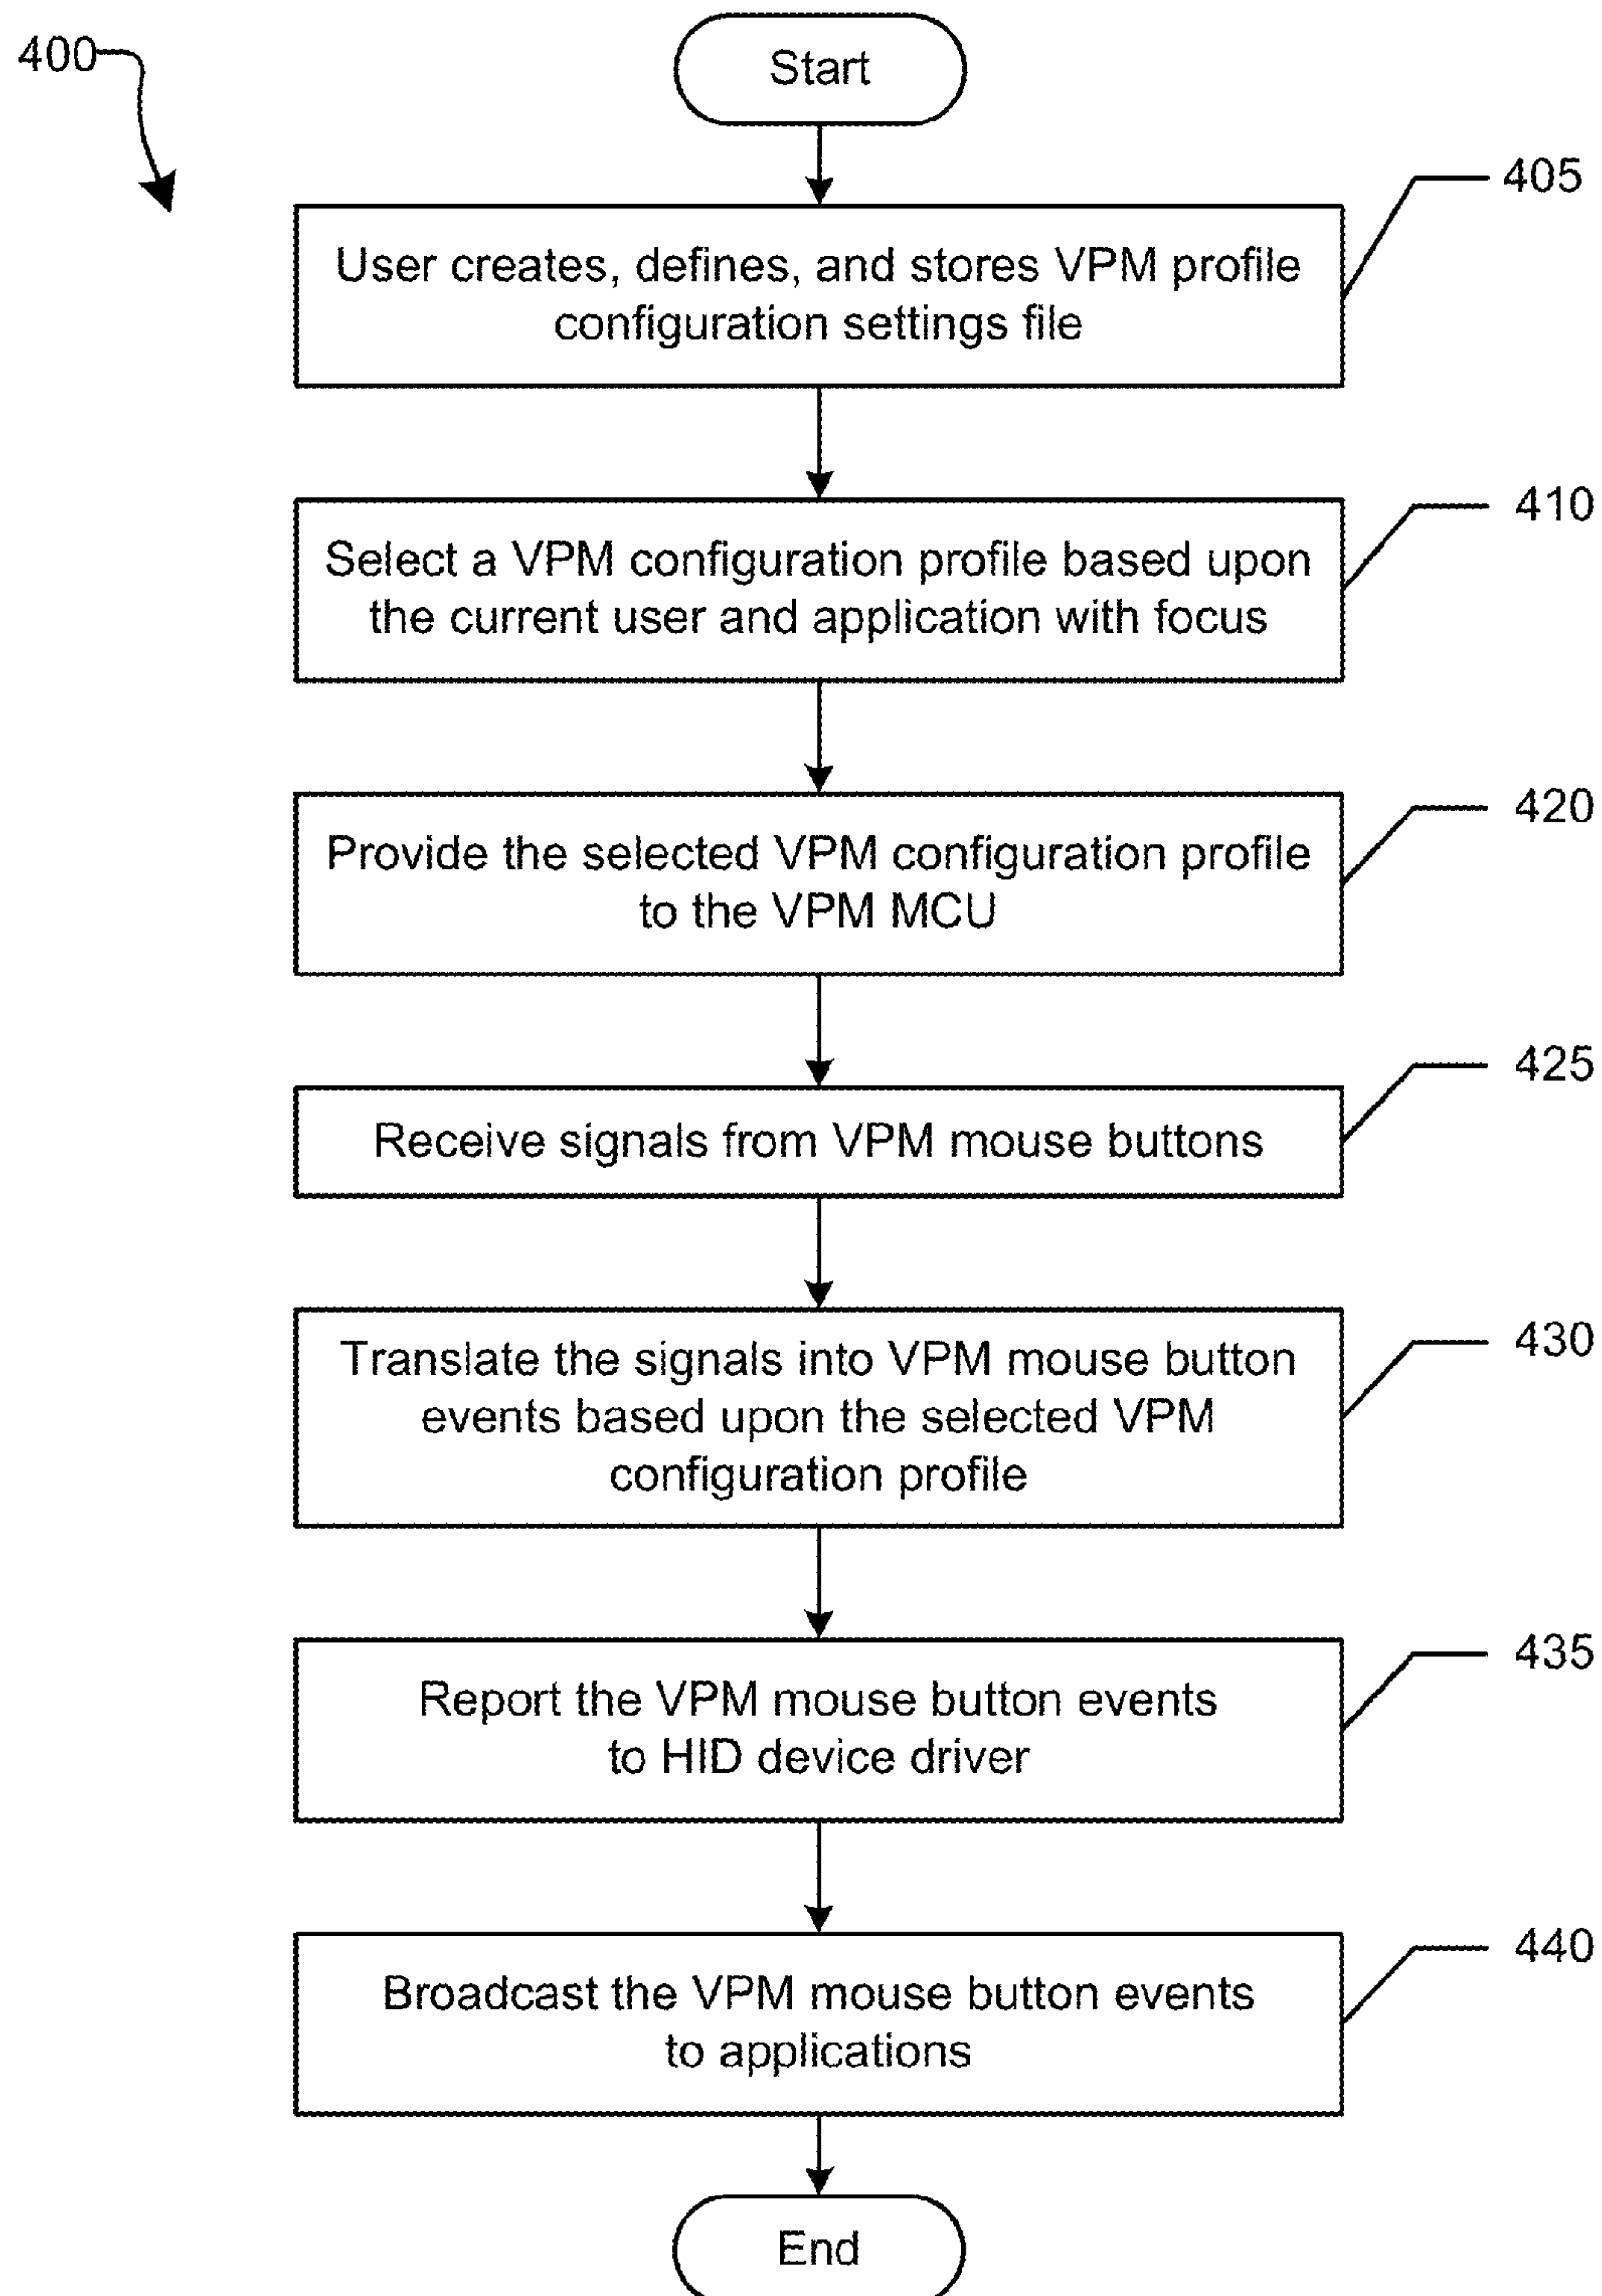 400
Start
405
User creates, defines, and stores VPM profile
configuration settings file
410
Select a VPM configuration profile based upon
the current user and application with focus
420
Provide the selected VPM configuration profile
to the VPM MCU
425
Receive signals from VPM mouse buttons
430
Translate the signals into VPM mouse button
events based upon the selected VPM
configuration profile
435
Report the VPM mouse button events
to HID device driver
440
Broadcast the VPM mouse button events
to applications
End